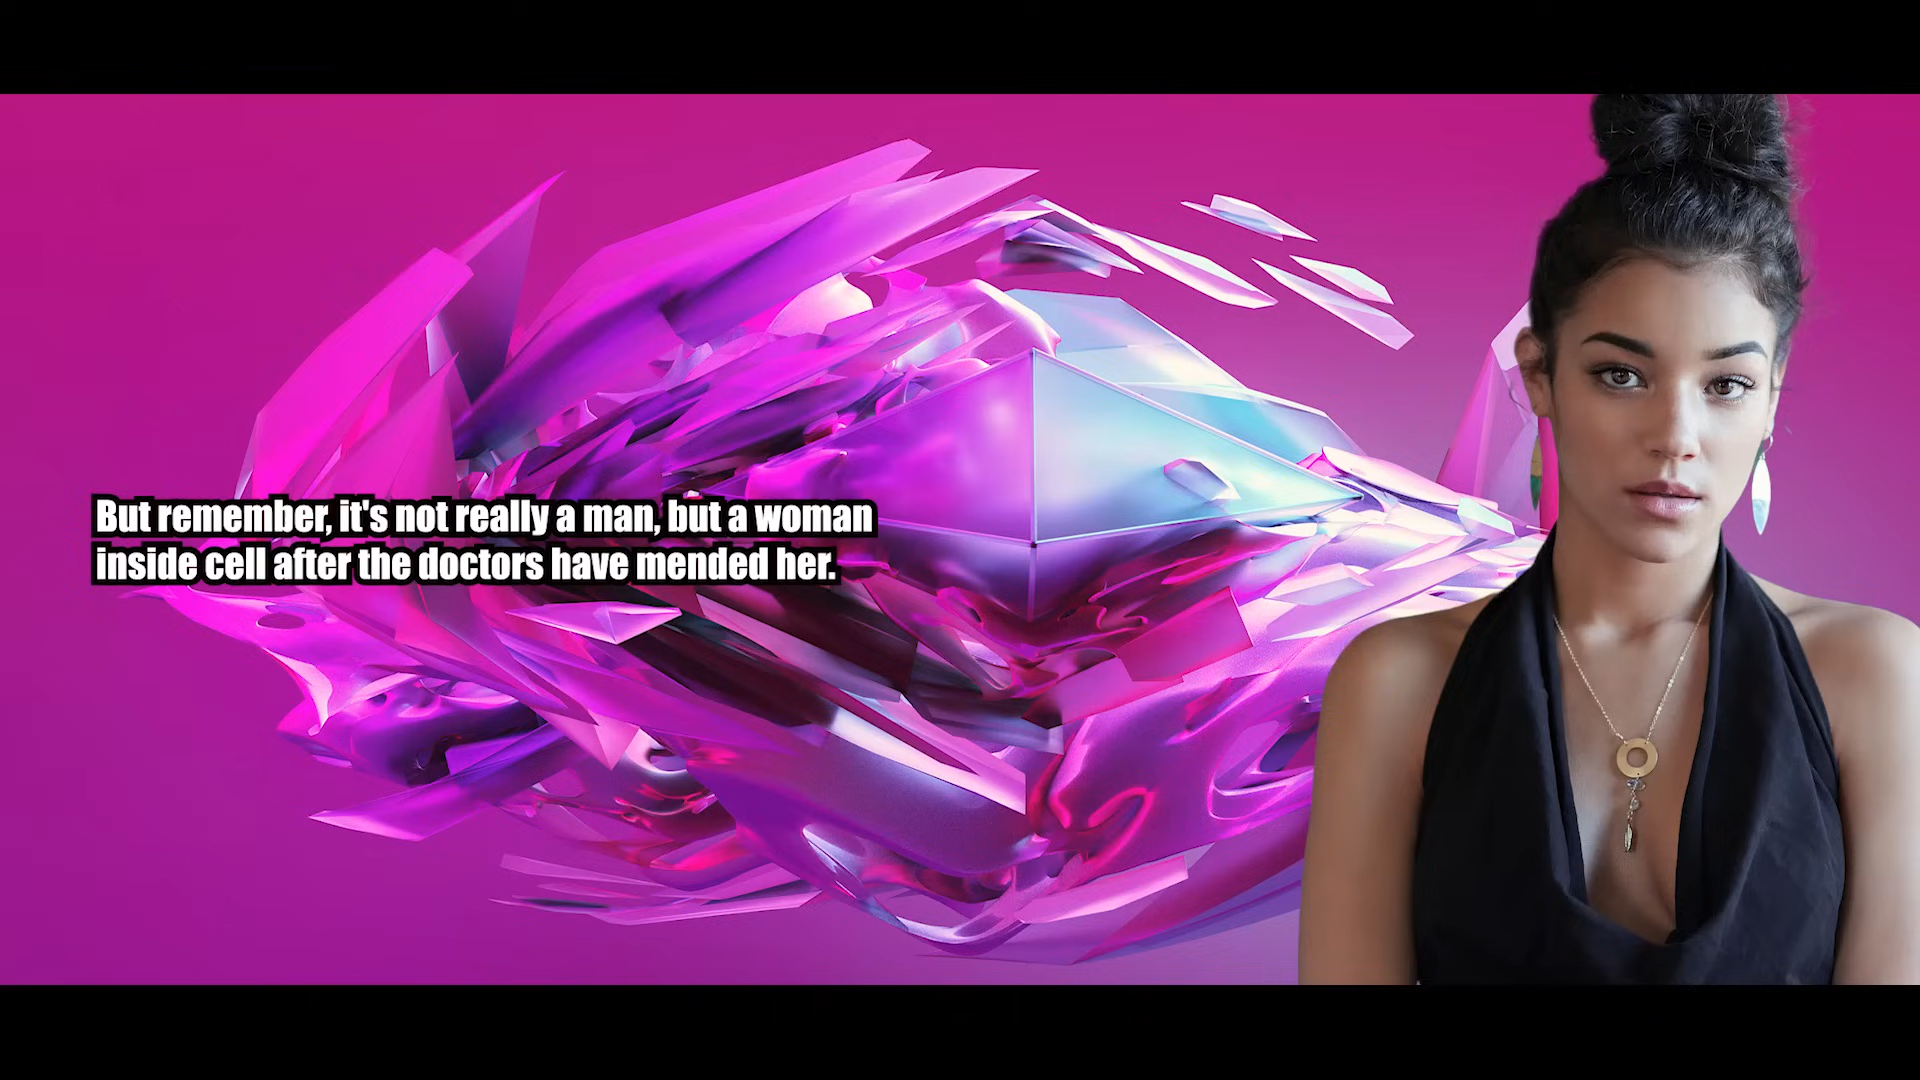 But remember, it's not really a man, but a woman
inside cell after the doctors have mended her.